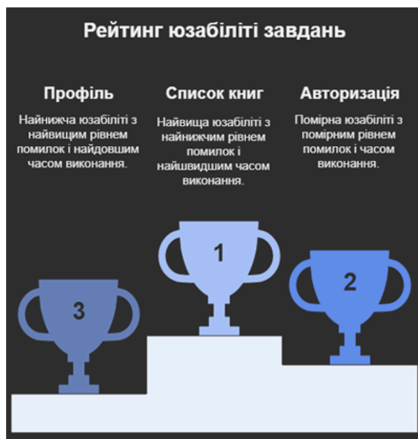 Рейтинг юзабіліті завдань
Профіль
Найнижча юзабіліті з
найвищим рівнем
помилок і найдовшим
часом виконання.
Список книг
Найвища юзабіліті з
найнижчим рівнем
помилок і
найшвидшим часом
виконання.
Авторизація
Помірна юзабіліті з
помірним рівнем
помилок і часом
виконання.
3
1
2